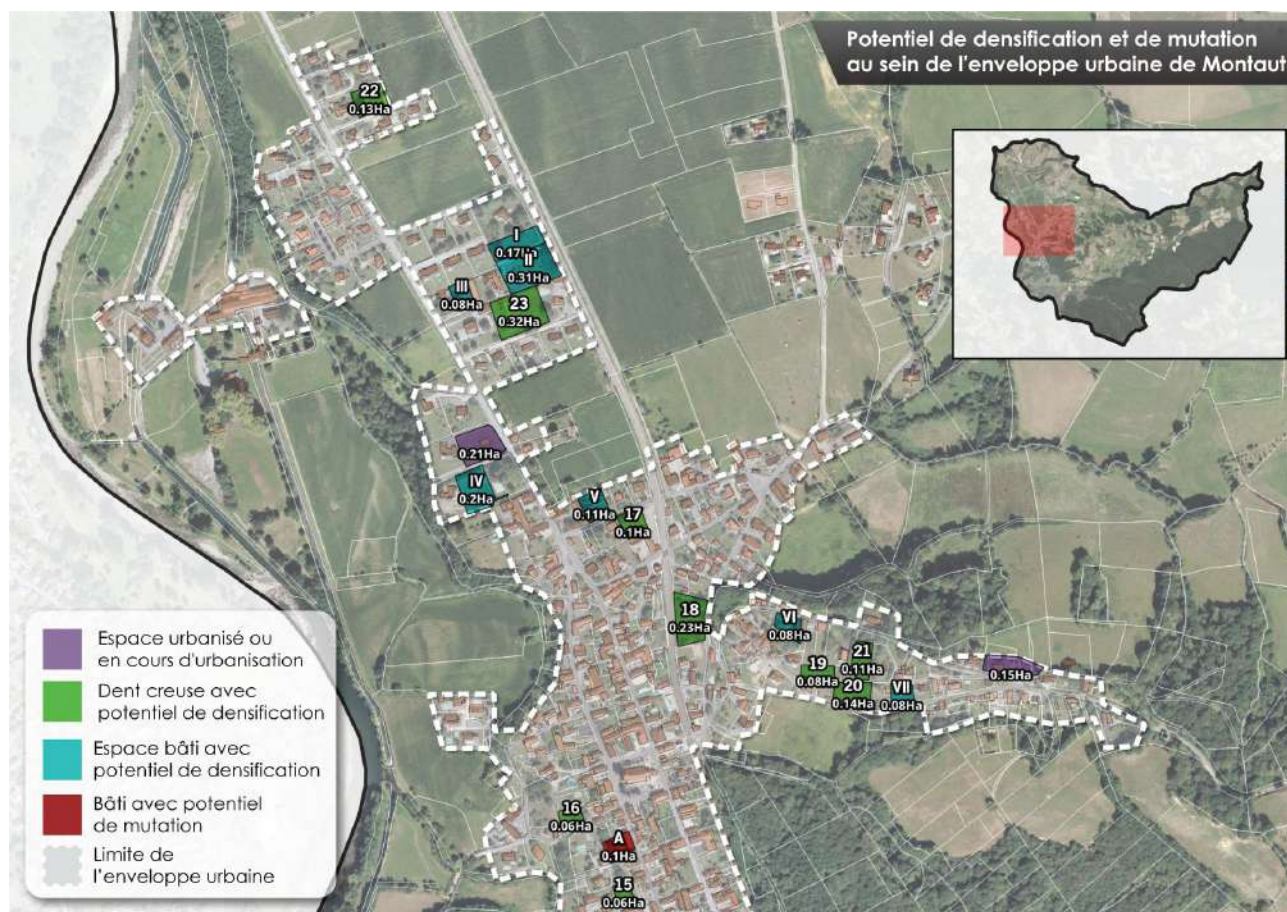 Potentiel de densification et de mutation
au sein de l'enveloppe urbaine de Montaut
22
0.13Ha
I
0.17Ha
II
0.31Ha
III
0.08Ha
23
0.32Ha
0.21Ha
IV
0.2Ha
V
0.11Ha
17
0.1Ha
18
0.23Ha
VI
0.08Ha
21
0.11Ha
19
0.08Ha
20
0.14Ha
VII
0.08Ha
0.15Ha
16
0.06Ha
A
0.1Ha
15
0.06Ha
Espace urbanisé ou
en cours d'urbanisation
Dent creuse avec
potentiel de densification
Espace bâti avec
potentiel de densification
Bâti avec potentiel
de mutation
Limite de
l'enveloppe urbaine